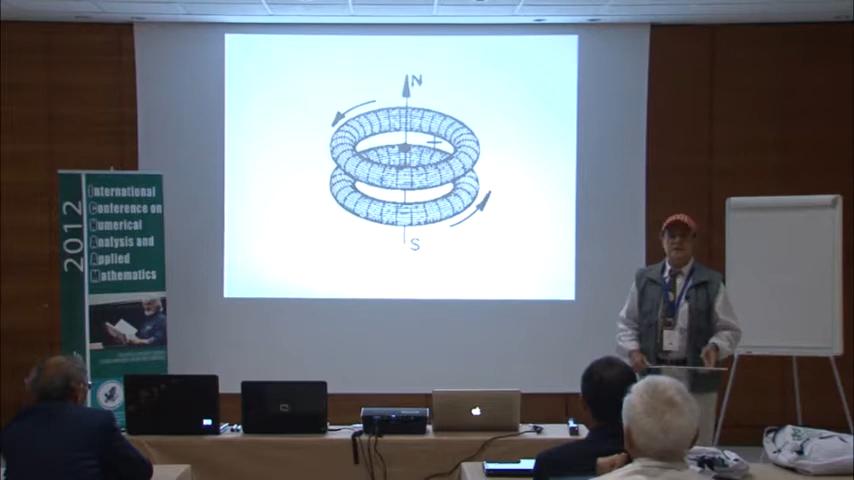 N
+
S
2012
International
Conference on
Numerical
Analysis and
Applied
Mathematics